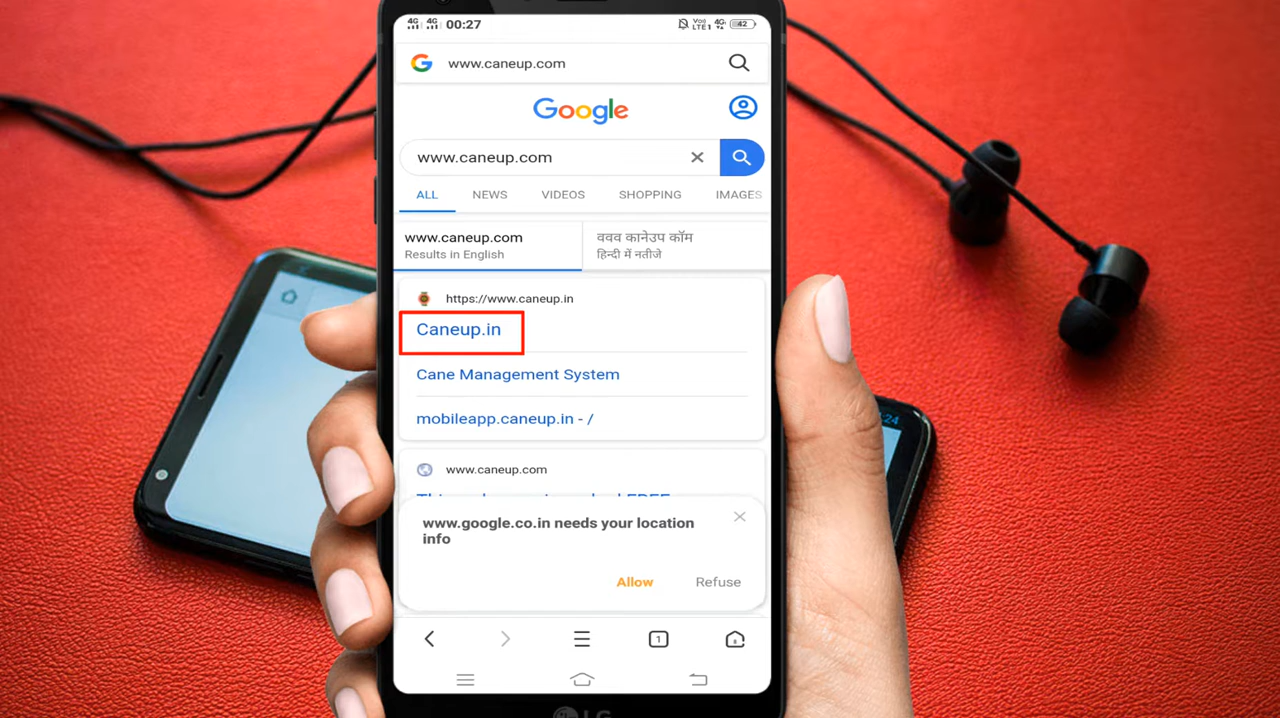 4G 4G 00:27 Vo) LTE1 4G 42
www.caneup.com
Google
www.caneup.com
ALL NEWS VIDEOS SHOPPING IMAGES
www.caneup.com
Results in English
ववव कानेउप कॉम
हिन्दी में नतीजे
https://www.caneup.in
Caneup.in
Cane Management System
mobileapp.caneup.in - /
www.caneup.com
www.google.co.in needs your location
info
Allow Refuse
1
LG